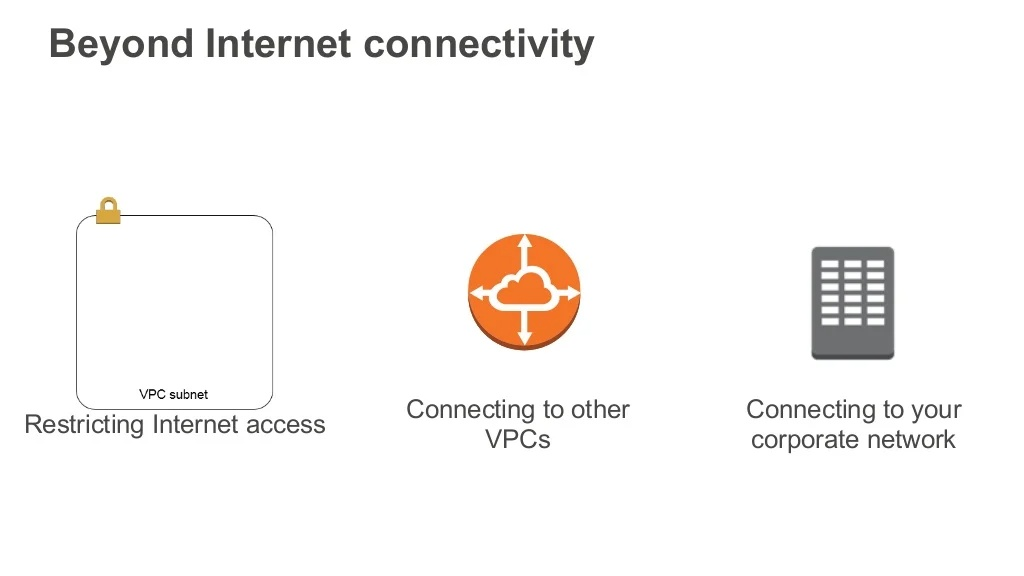 Beyond Internet connectivity
VPC subnet
Restricting Internet access
Connecting to other
VPCs
Connecting to your
corporate network